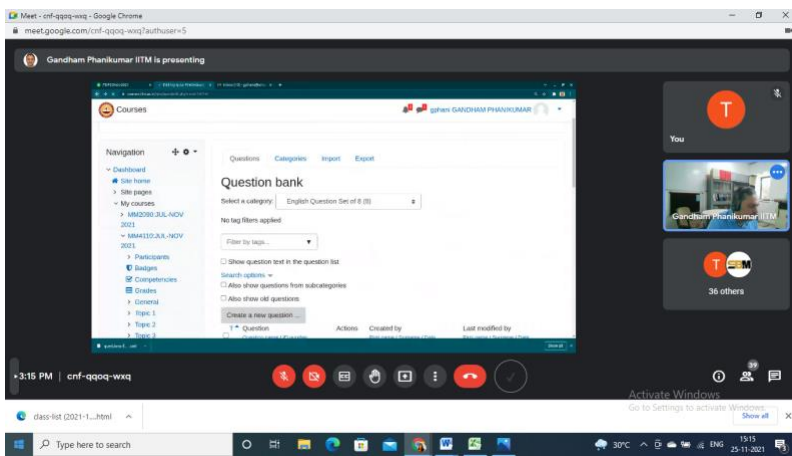 Meet - cnf-qqoq-wxq - Google Chrome
meet.google.com/cnf-qqoq-wxq?authuser=5
Gandham Phanikumar IITM is presenting
Courses
GANDHAM PHANIKUMAR
T
You
Navigation
Dashboard
Site home
Site pages
My courses
MM2090:JUL-NOV
2021
MM4110:JUL-NOV
2021
Participants
Badges
Competencies
Grades
General
Topic 1
Topic 2
Topic 3
Questions Categories Import Export
Question bank
Select a category: English Question Set of 8 (8)
No tag filters applied
Filter by tags...
Show question text in the question list
Search options
Also show questions from subcategories
Also show old questions
Create a new question ...
Question Actions Created by Last modified by
Show all
Gandham Phanikumar IITM
T
36 others
3:15 PM | cnf-qqoq-wxq
39
Activate Windows
Go to Settings to activate Windows.
class-list (2021-1....html
Show all
Type here to search
30°C ENG 15:15
25-11-2021